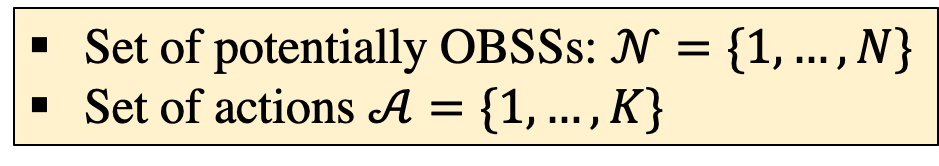 ▪ Set of potentially OBSSs: 𝒩 = {1, … , N}
▪ Set of actions 𝒜 = {1, … , K}